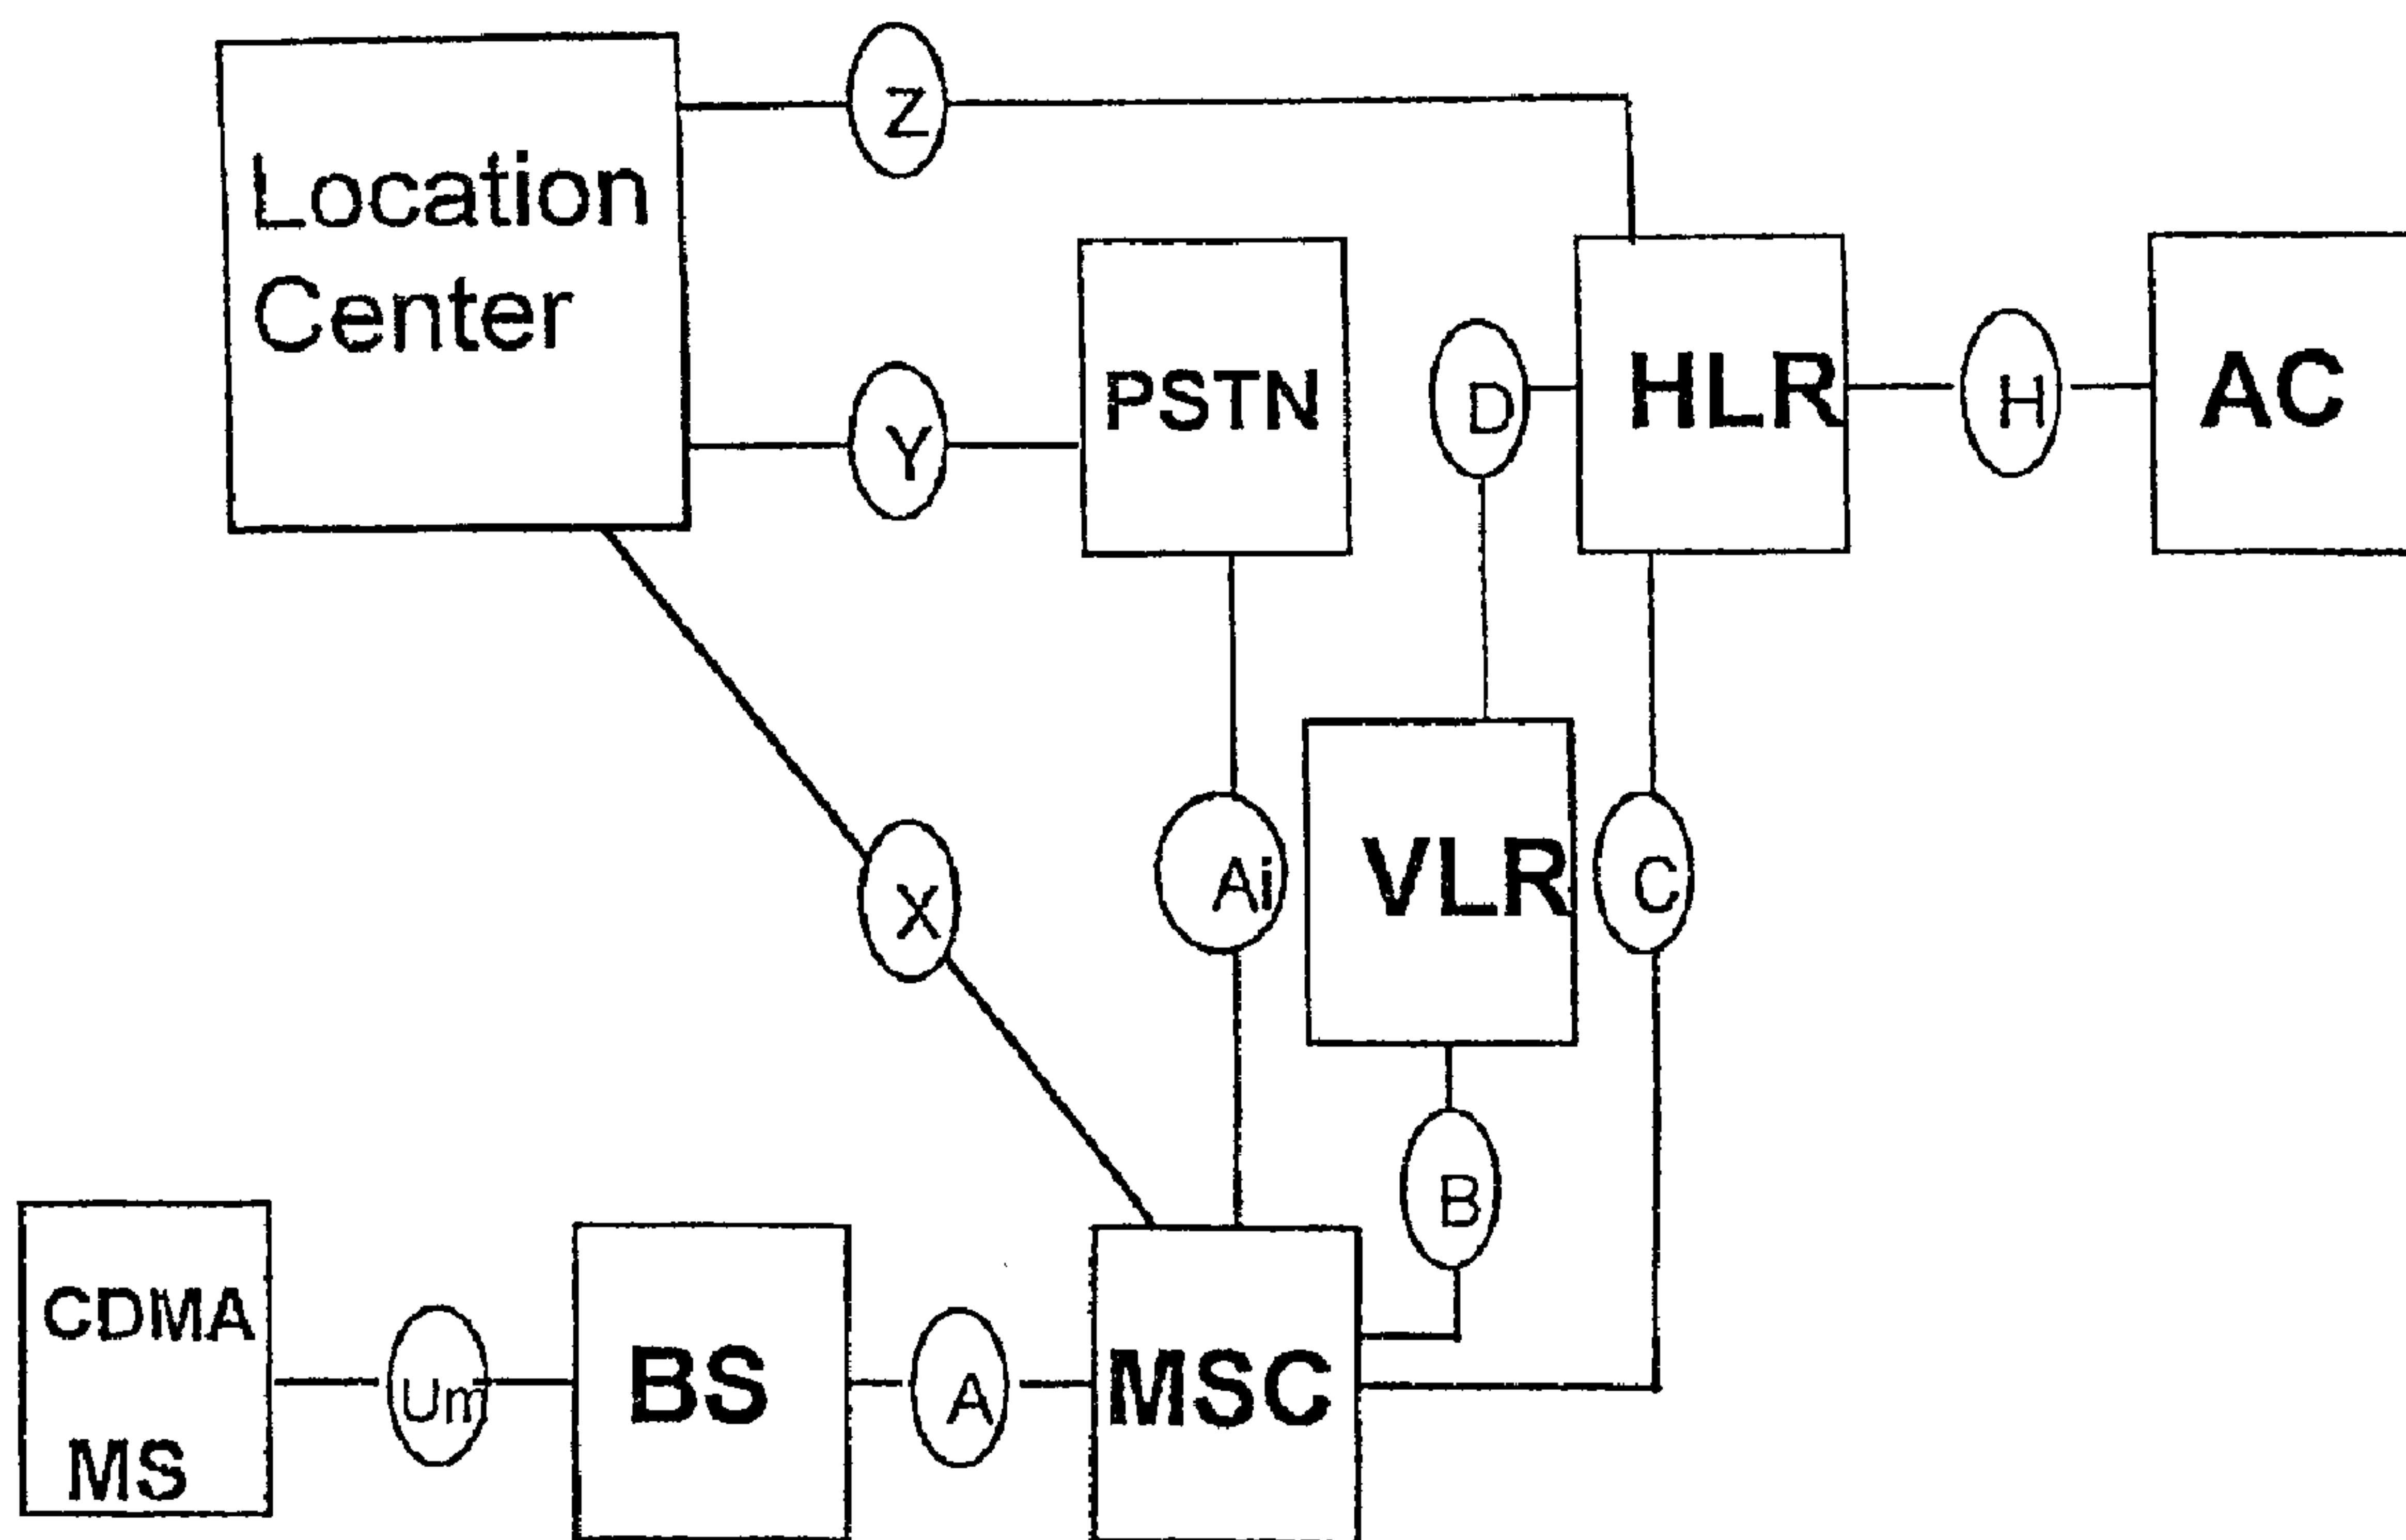 Z
Location
Center
PSTN
D
HLR
H
AC
Y
X
Ai
VLR
C
B
CDMA
MS
Um
BS
A
MSC